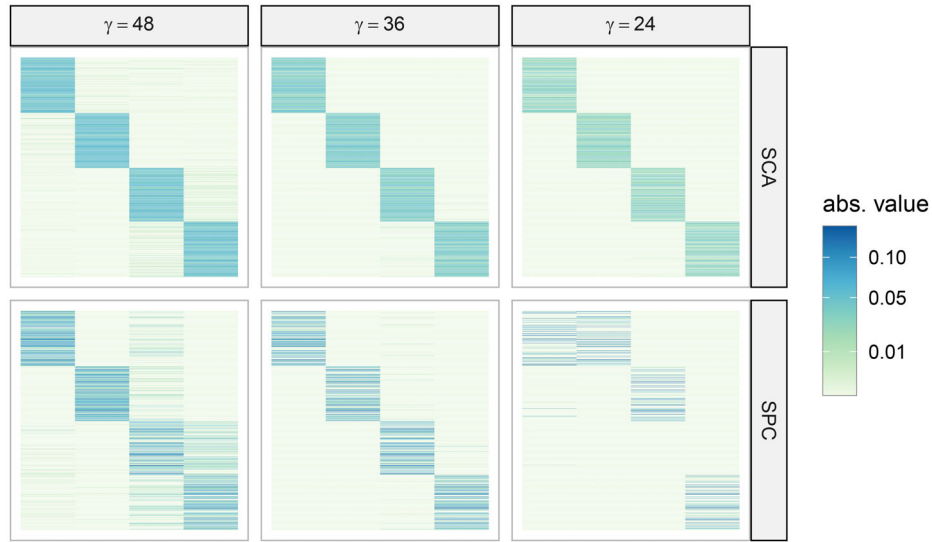 γ = 48
γ = 36
γ = 24
SCA
SPC
abs. value
0.10
0.05
0.01